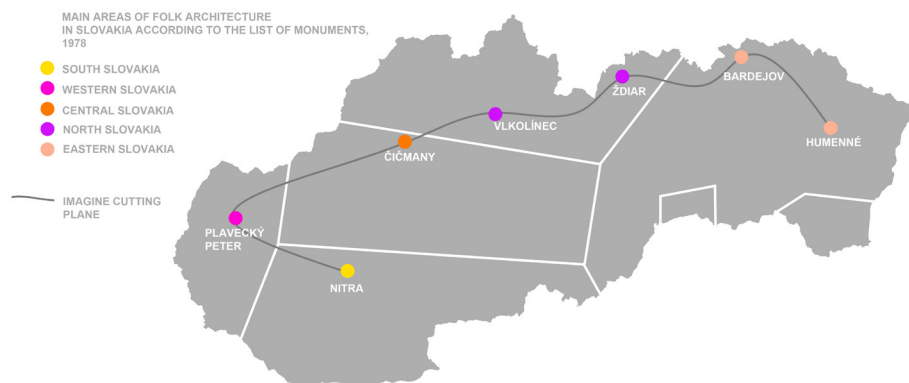 MAIN AREAS OF FOLK ARCHITECTURE
IN SLOVAKIA ACCORDING TO THE LIST OF MONUMENTS,
1978
SOUTH SLOVAKIA
WESTERN SLOVAKIA
CENTRAL SLOVAKIA
NORTH SLOVAKIA
EASTERN SLOVAKIA
IMAGINE CUTTING
PLANE
BARDEJOV
ŽDIAR
VLKOLÍNEC
HUMENNÉ
ČIČMANY
PLAVECKÝ
PETER
NITRA